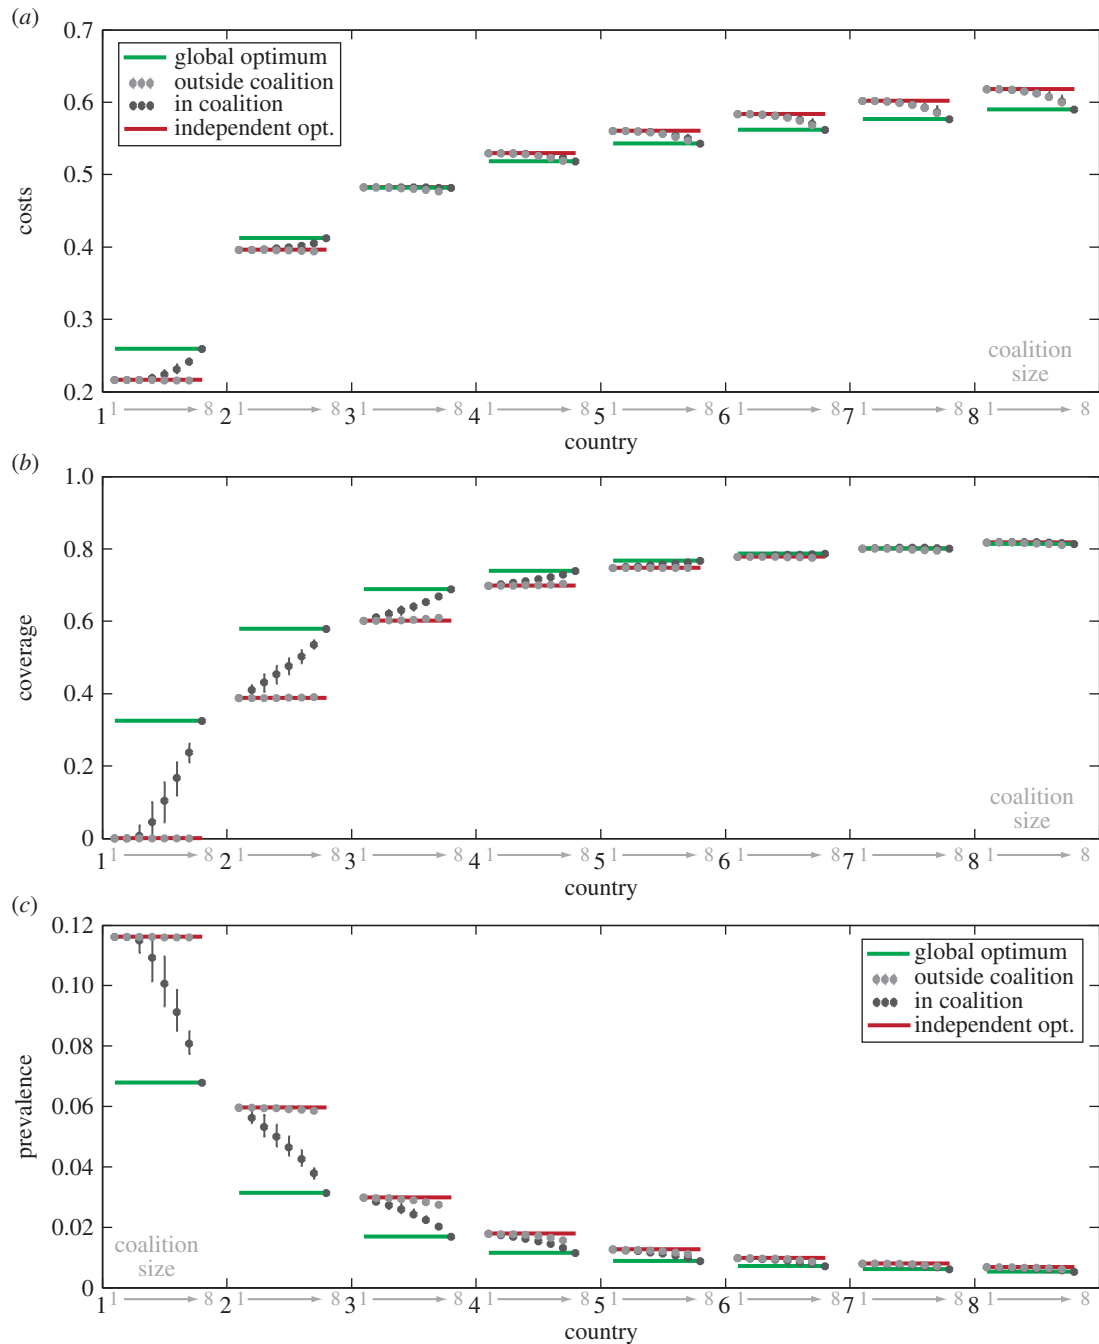 (a)
0.7
0.6
0.5
0.4
0.3
0.2
costs
global optimum
outside coalition
in coalition
independent opt.
coalition
size
1 2 3 4 5 6 7 8
1 8 1 8 1 8 1 8 1 8 1 8 1 8 1 8
country
(b)
1.0
0.8
0.6
0.4
0.2
0
coverage
coalition
size
1 2 3 4 5 6 7 8
1 8 1 8 1 8 1 8 1 8 1 8 1 8 1 8
country
(c)
0.12
0.10
0.08
0.06
0.04
0.02
0
prevalence
global optimum
outside coalition
in coalition
independent opt.
coalition
size
1 2 3 4 5 6 7 8
1 8 1 8 1 8 1 8 1 8 1 8 1 8 1 8
country